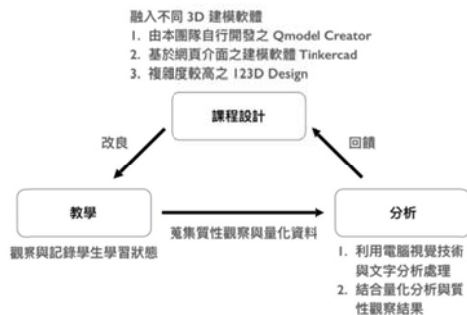 融入不同 3D 建模軟體
1. 由本團隊自行開發之 Qmodel Creator
2. 基於網頁介面之建模軟體 Tinkercad
3. 複雜度較高之 123D Design
課程設計
改良
回饋
教學
分析
觀察與記錄學生學習狀態
蒐集質性觀察與量化資料
1. 利用電腦視覺技術
與文字分析處理
2. 結合量化分析與質
性觀察結果